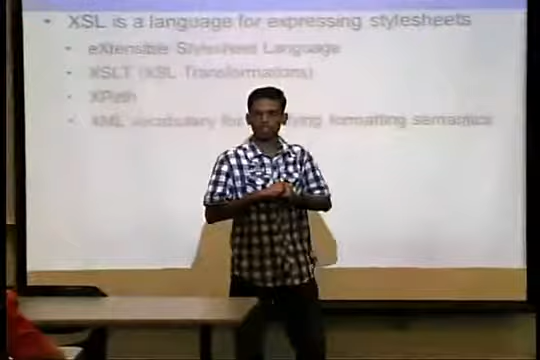 • XSL is a language for expressing stylesheets
• eXtensible Stylesheet Language
• XSLT (XSL Transformations)
• XPath
• XML vocabulary for formatting semantics